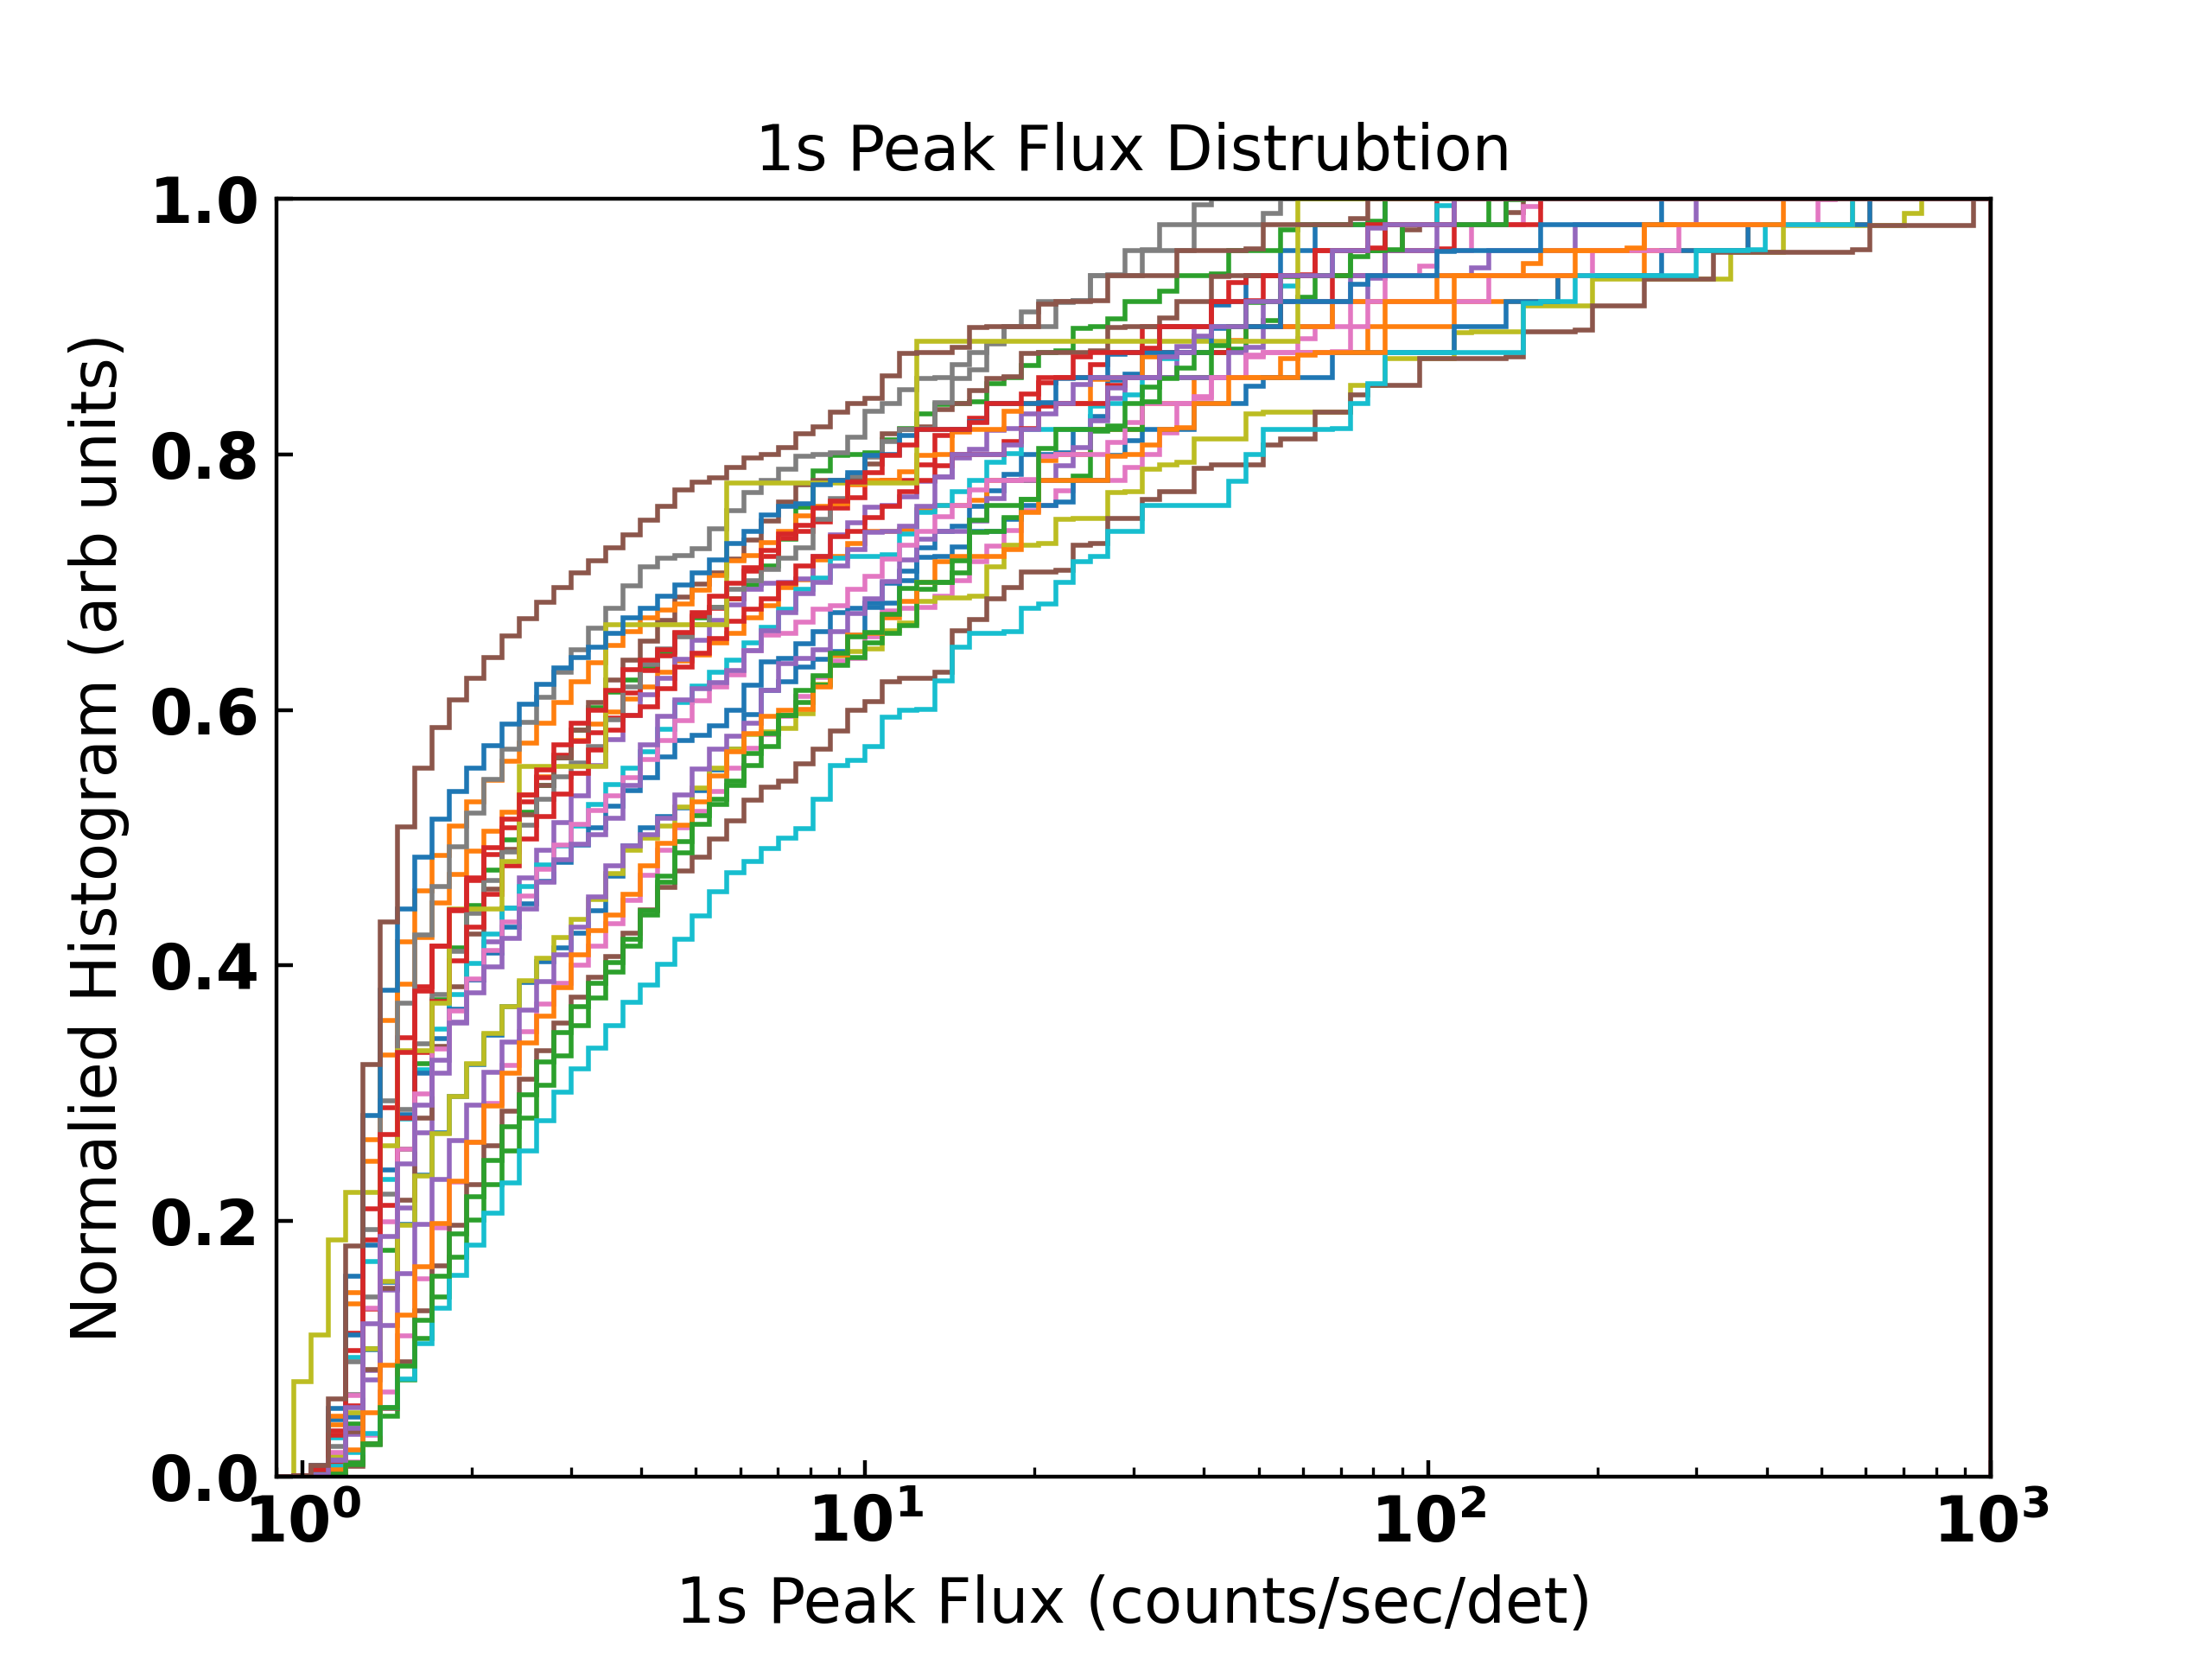 1s Peak Flux Distrubtion
Normalied Histogram (arb units)
1.0
0.8
0.6
0.4
0.2
0.0
10⁰ 10¹ 10² 10³
1s Peak Flux (counts/sec/det)